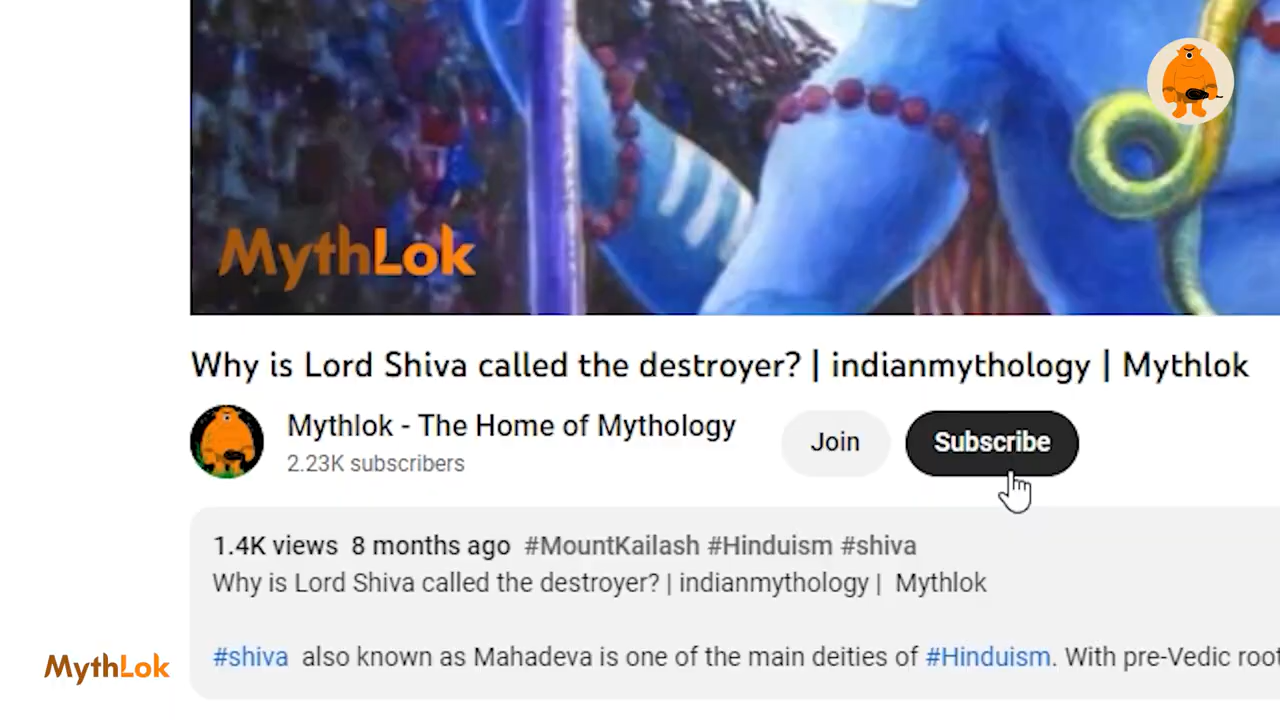 MythLok
Why is Lord Shiva called the destroyer? | indianmythology | Mythlok
Mythlok - The Home of Mythology
2.23K subscribers
Join
Subscribe
1.4K views 8 months ago #MountKailash #Hinduism #shiva
Why is Lord Shiva called the destroyer? | indianmythology | Mythlok
#shiva also known as Mahadeva is one of the main deities of #Hinduism. With pre-Vedic root
MythLok